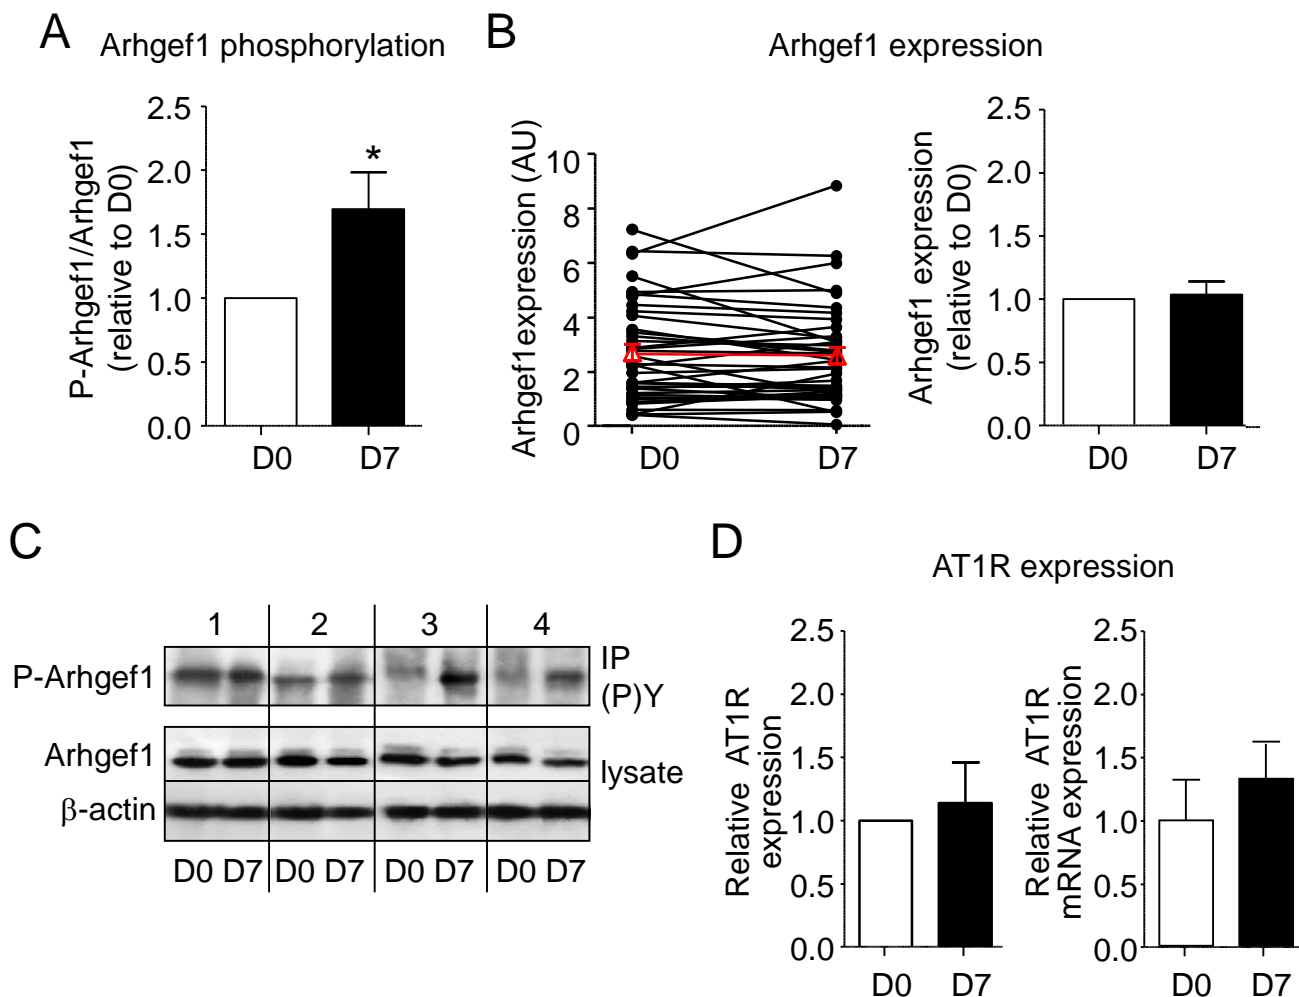 A
Arhgef1 phosphorylation
P-Arhgef1/Arhgef1
(relative to D0)
2.5
2.0
1.5
1.0
0.5
0.0
*
D0
D7
B
Arhgef1 expression
Arhgef1expression (AU)
10
8
6
4
2
0
D0
D7
Arhgef1 expression
(relative to D0)
2.5
2.0
1.5
1.0
0.5
0.0
D0
D7
C
1 2 3 4
P-Arhgef1
IP
(P)Y
Arhgef1
lysate
β-actin
D0 D7 D0 D7 D0 D7 D0 D7
D
AT1R expression
Relative AT1R
expression
2.5
2.0
1.5
1.0
0.5
0.0
D0
D7
Relative AT1R
mRNA expression
2.5
2.0
1.5
1.0
0.5
0.0
D0
D7